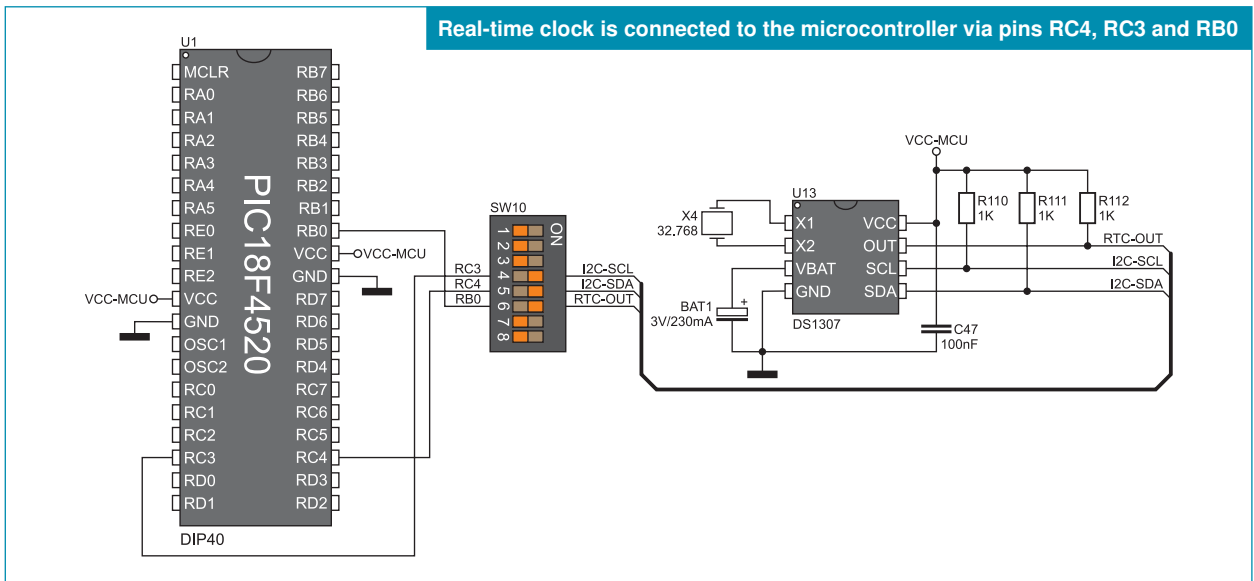 Real-time clock is connected to the microcontroller via pins RC4, RC3 and RB0
U1
MCLR
RA0
RA1
RA2
RA3
RA4
RA5
RE0
RE1
RE2
VCC
GND
OSC1
OSC2
RC0
RC1
RC2
RC3
RD0
RD1
RB7
RB6
RB5
RB4
RB3
RB2
RB1
RB0
VCC
GND
RD7
RD6
RD5
RD4
RC7
RC6
RC5
RC4
RD3
RD2
PIC18F4520
DIP40
VCC-MCU
VCC-MCU
SW10
ON
1
2
3
4
5
6
7
8
RC3
RC4
RB0
I2C-SCL
I2C-SDA
RTC-OUT
VCC-MCU
U13
X4
32.768
X1
X2
VBAT
GND
VCC
OUT
SCL
SDA
DS1307
BAT1
3V/230mA
+
R110
1K
R111
1K
R112
1K
RTC-OUT
I2C-SCL
I2C-SDA
C47
100nF